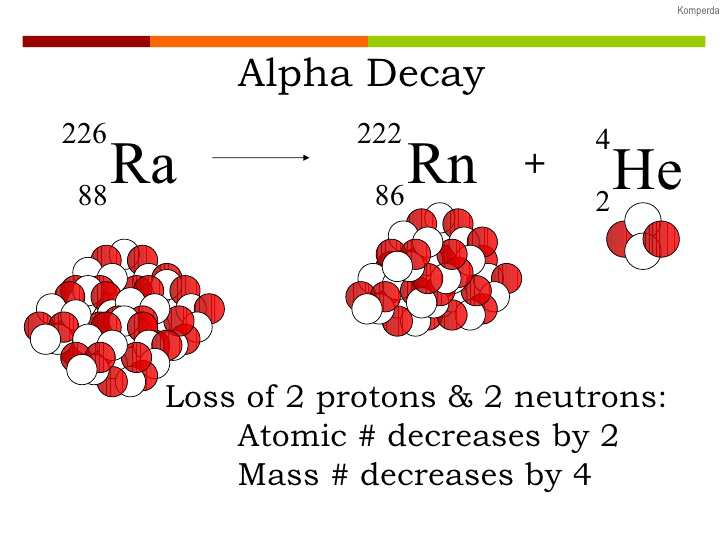 Komperda
Alpha Decay
226 222 4
Ra Rn + He
88 86 2
Loss of 2 protons & 2 neutrons:
Atomic # decreases by 2
Mass # decreases by 4